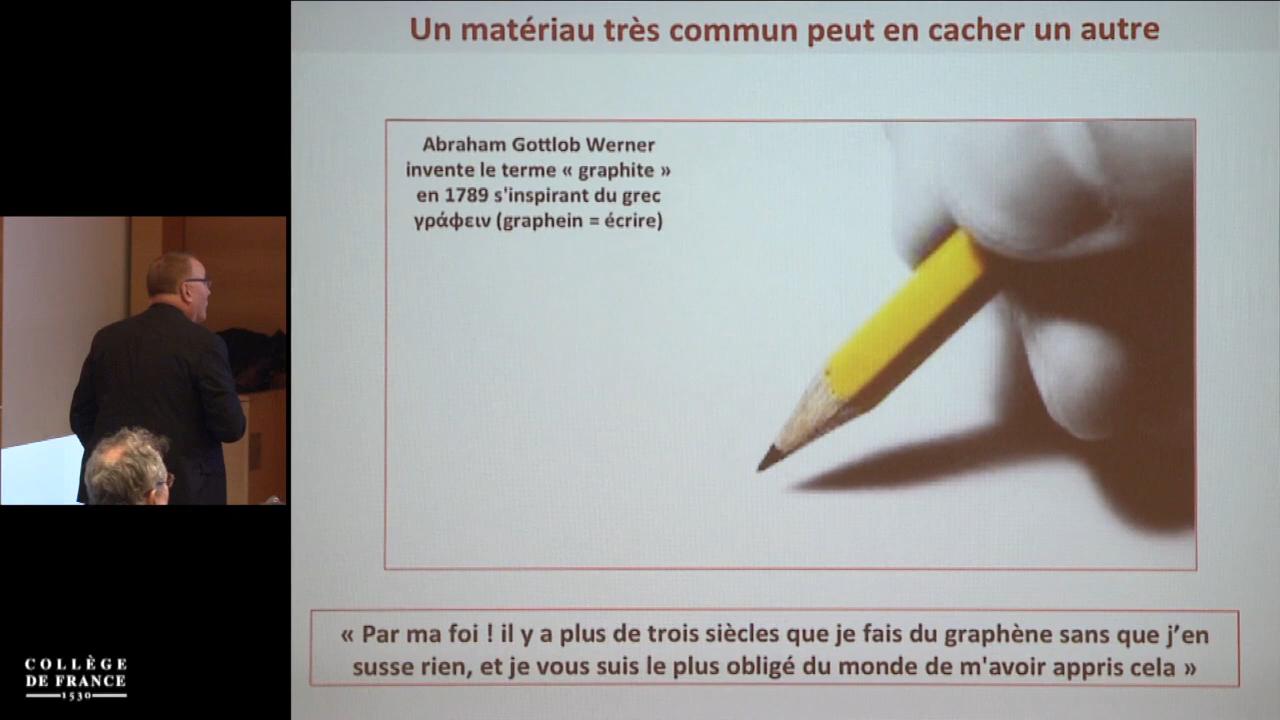 Un matériau très commun peut en cacher un autre
Abraham Gottlob Werner
invente le terme « graphite »
en 1789 s'inspirant du grec
γράφειν (graphein = écrire)
« Par ma foi ! il y a plus de trois siècles que je fais du graphène sans que j’en
susse rien, et je vous suis le plus obligé du monde de m'avoir appris cela »
COLLÈGE
DE FRANCE
1530